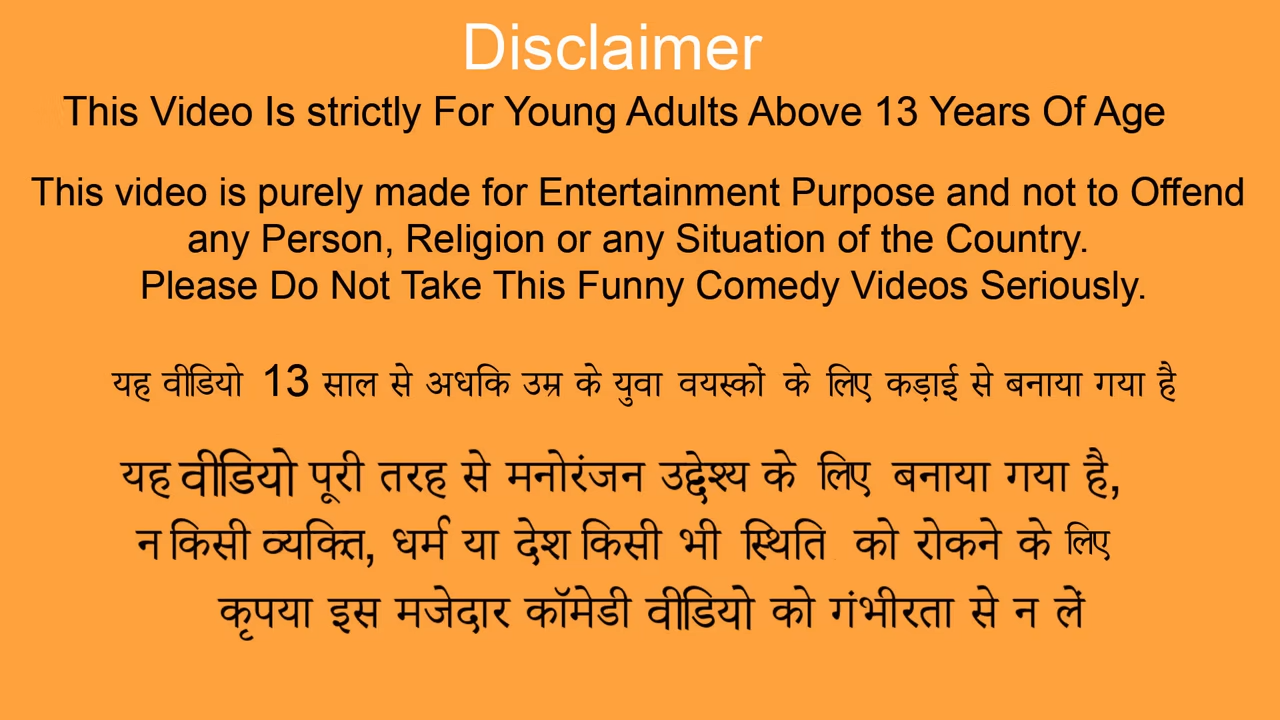 Disclaimer
This Video Is strictly For Young Adults Above 13 Years Of Age
This video is purely made for Entertainment Purpose and not to Offend
any Person, Religion or any Situation of the Country.
Please Do Not Take This Funny Comedy Videos Seriously.
यह वीडियो 13 साल से अधकि उम्र के युवा वयस्कों के लिए कड़ाई से बनाया गया है
यह वीडियो पूरी तरह से मनोरंजन उद्देश्य के लिए बनाया गया है,
न किसी व्यक्ति, धर्म या देश किसी भी स्थिति को रोकने के लिए
कृपया इस मजेदार कॉमेडी वीडियो को गंभीरता से न लें